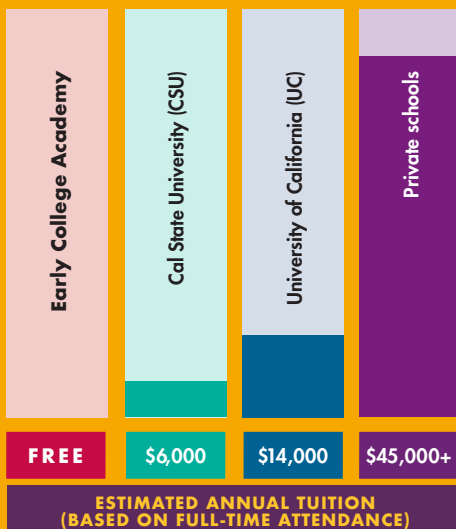 Early College Academy
Cal State University (CSU)
University of California (UC)
Private schools
FREE
$6,000
$14,000
$45,000+
ESTIMATED ANNUAL TUITION
(BASED ON FULL-TIME ATTENDANCE)